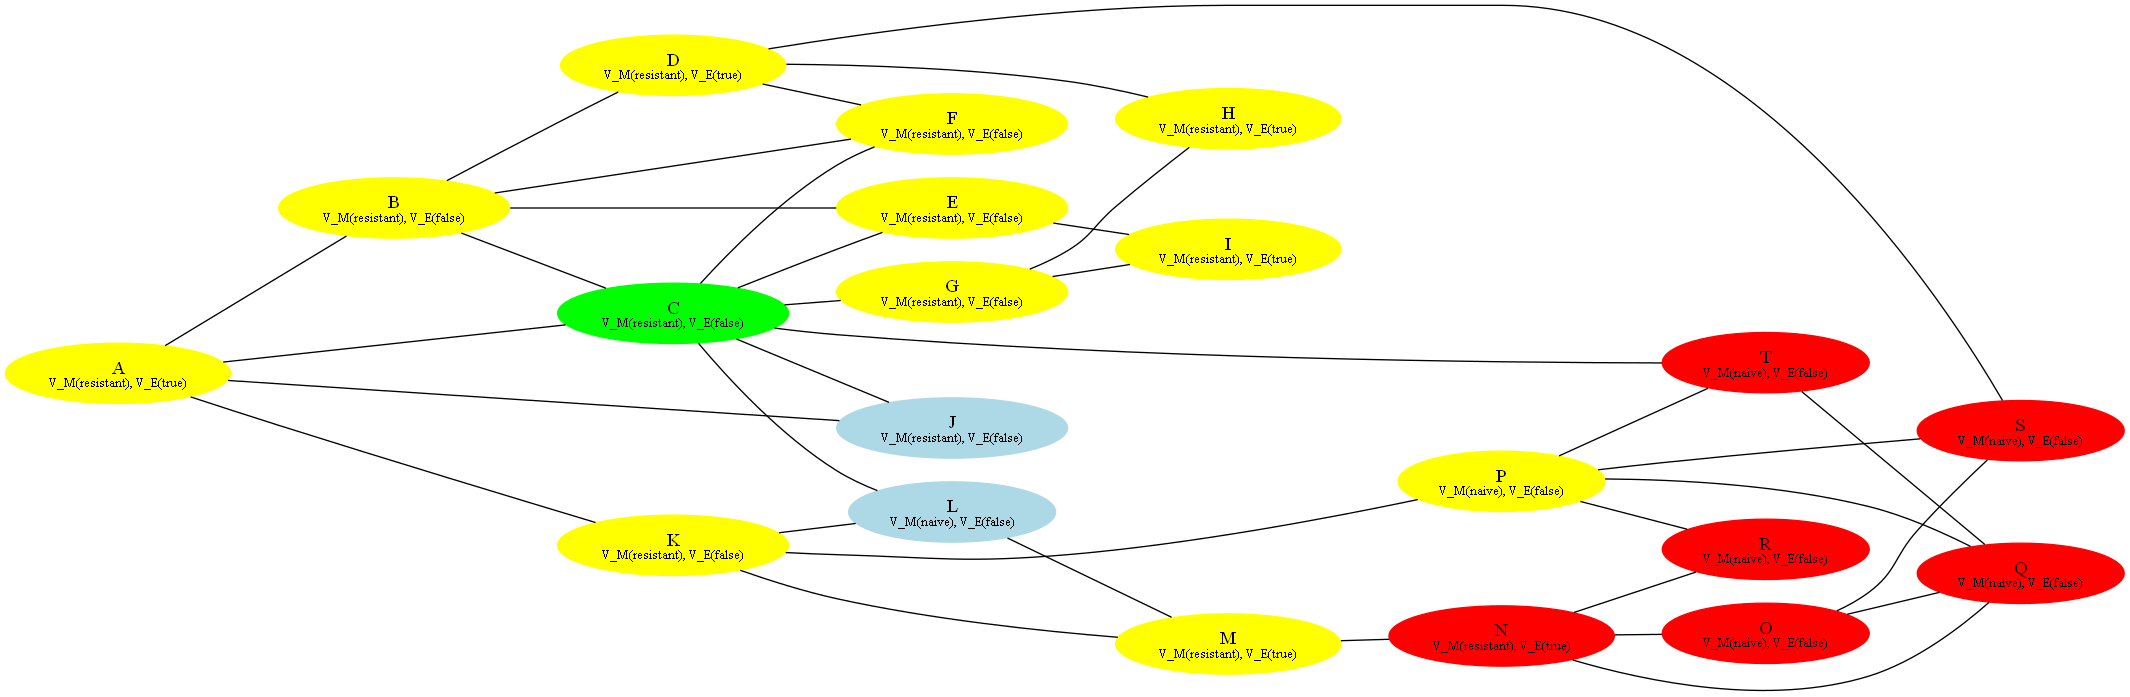 D
V_M(resistant), V_E(true)
F
V_M(resistant), V_E(false)
H
V_M(resistant), V_E(true)
B
V_M(resistant), V_E(false)
E
V_M(resistant), V_E(false)
I
V_M(resistant), V_E(true)
G
V_M(resistant), V_E(false)
C
V_M(resistant), V_E(false)
A
V_M(resistant), V_E(true)
T
V_M(naive), V_E(false)
J
V_M(resistant), V_E(false)
S
V_M(naive), V_E(false)
P
V_M(naive), V_E(false)
L
V_M(naive), V_E(false)
K
V_M(resistant), V_E(false)
R
V_M(naive), V_E(false)
Q
V_M(naive), V_E(false)
M
V_M(resistant), V_E(true)
N
V_M(resistant), V_E(true)
O
V_M(naive), V_E(false)